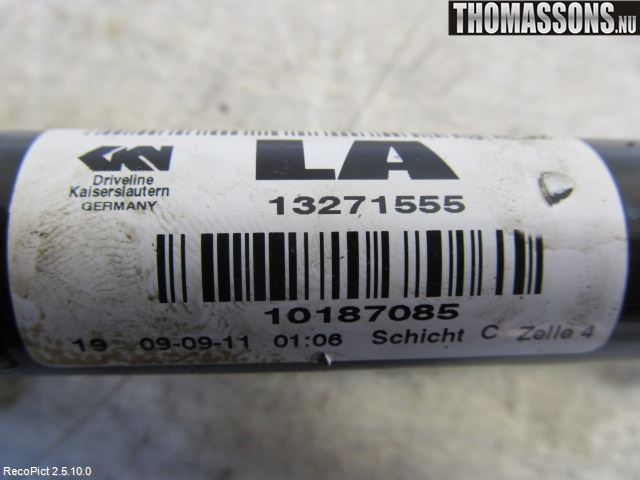 THOMASSONS.NU
GKN
Driveline
Kaiserslautern
GERMANY
LA
13271555
10187085
19 09-09-11 01:06 Schicht C Zelle 4
RecoPict 2.5.10.0